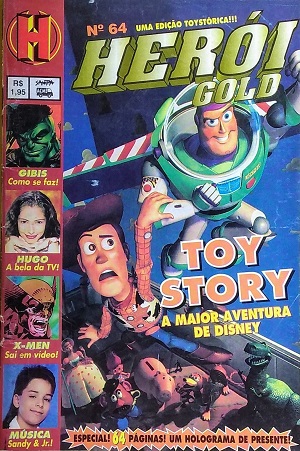 H
Nº 64
UMA EDIÇÃO TOYSTÓRICA!!!
HERÓI
GOLD
R$
1,95
GIBIS
Como se faz!
HUGO
A bela da TV!
X-MEN
Sai em vídeo!
MÚSICA
Sandy & Jr.!
TOY
STORY
A MAIOR AVENTURA
DE DISNEY
ESPECIAL! 64 PÁGINAS! UM HOLOGRAMA DE PRESENTE!